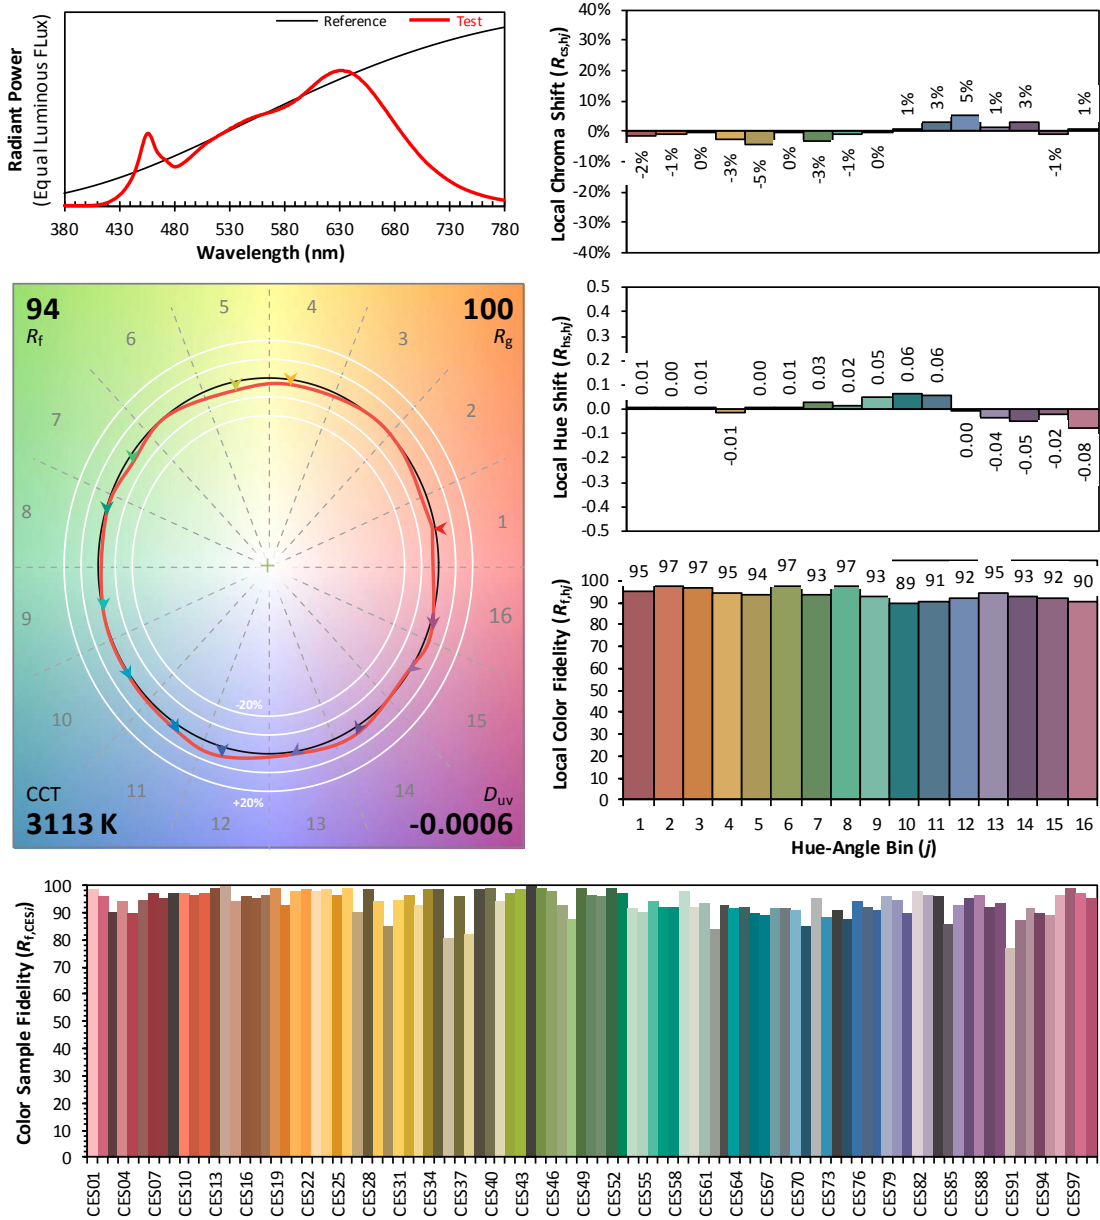 Radiant Power
(Equal Luminous FLux)
Reference
Test
380 430 480 530 580 630 680 730 780
Wavelength (nm)
Local Chroma Shift (Rcs,hj)
40%
30%
20%
10%
0%
-10%
-20%
-30%
-40%
-2% -1% 0% -3% -5% 0% -3% -1% 0% 1% 3% 5% 1% 3% -1% 1%
94
Rf
100
Rg
5 4
6 3
7 2
8 1
9 16
10 15
11 14
12 13
-20%
+20%
CCT
3113 K
Duv
-0.0006
Local Hue Shift (Rhs,hj)
0.5
0.4
0.3
0.2
0.1
0.0
-0.1
-0.2
-0.3
-0.4
-0.5
0.01 0.00 0.01 -0.01 0.00 0.01 0.03 0.02 0.05 0.06 0.06 0.00 -0.04 -0.05 -0.02 -0.08
Local Color Fidelity (Rf,hj)
100
90
80
70
60
50
40
30
20
10
0
95 97 97 95 94 97 93 97 93 89 91 92 95 93 92 90
1 2 3 4 5 6 7 8 9 10 11 12 13 14 15 16
Hue-Angle Bin (j)
Color Sample Fidelity (Rf,CESi)
100
90
80
70
60
50
40
30
20
10
0
CES01 CES04 CES07 CES10 CES13 CES16 CES19 CES22 CES25 CES28 CES31 CES34 CES37 CES40 CES43 CES46 CES49 CES52 CES55 CES58 CES61 CES64 CES67 CES70 CES73 CES76 CES79 CES82 CES85 CES88 CES91 CES94 CES97